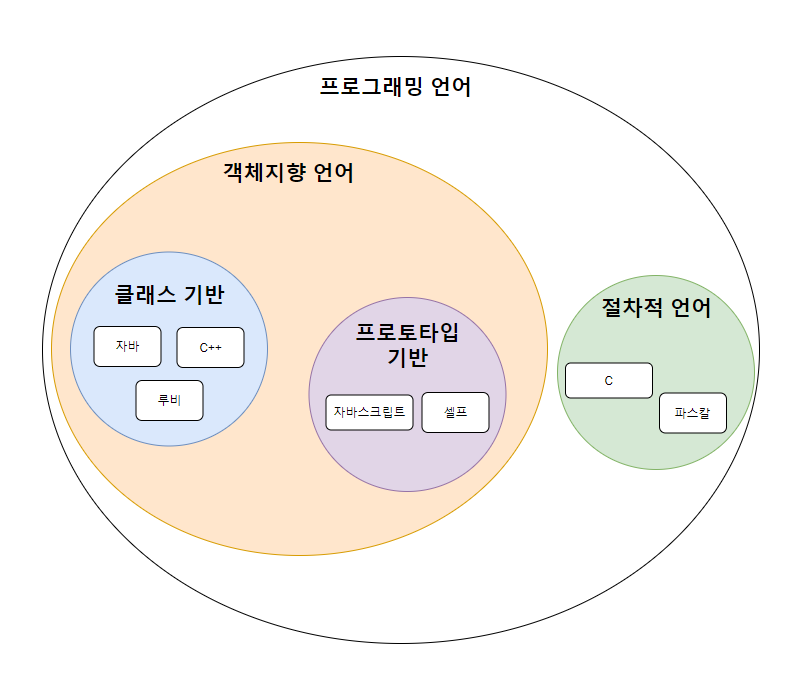 프로그래밍 언어
객체지향 언어
클래스 기반
자바
C++
루비
프로토타입
기반
자바스크립트
셀프
절차적 언어
C
파스칼